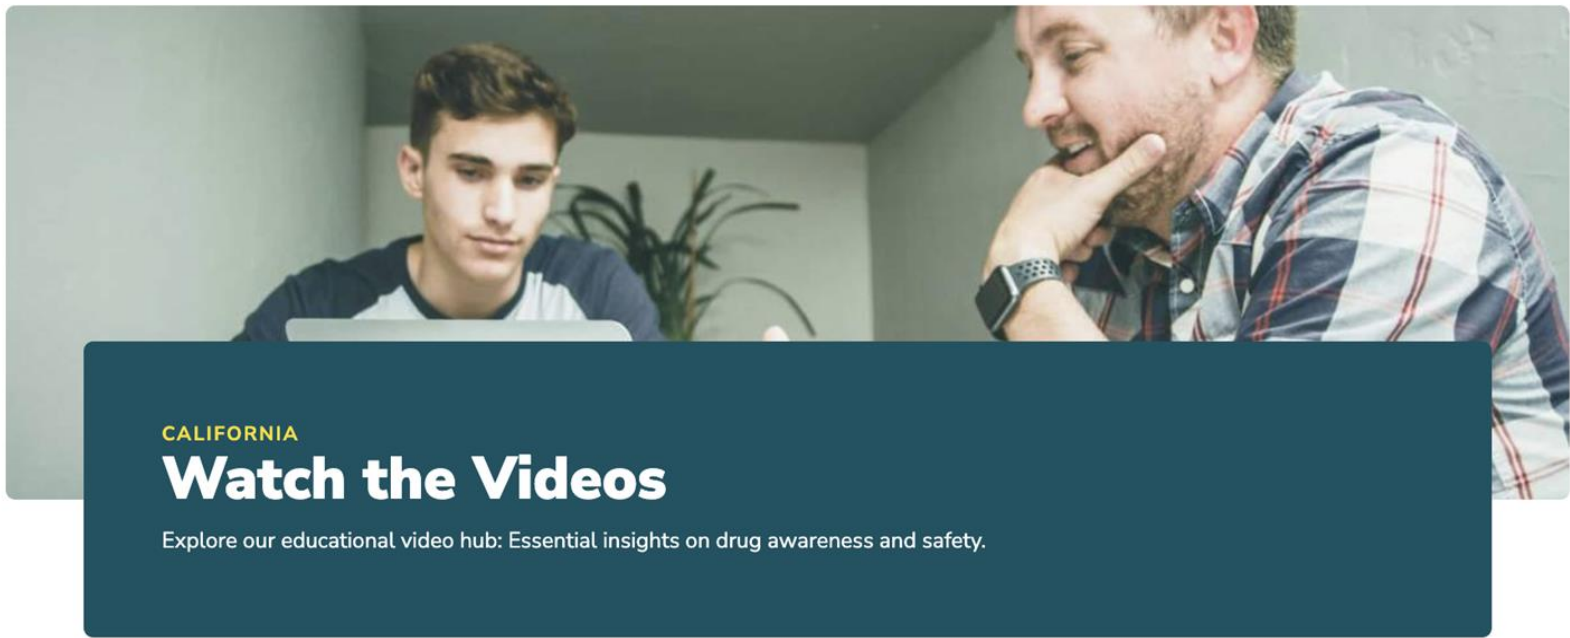 CALIFORNIA
Watch the Videos
Explore our educational video hub: Essential insights on drug awareness and safety.